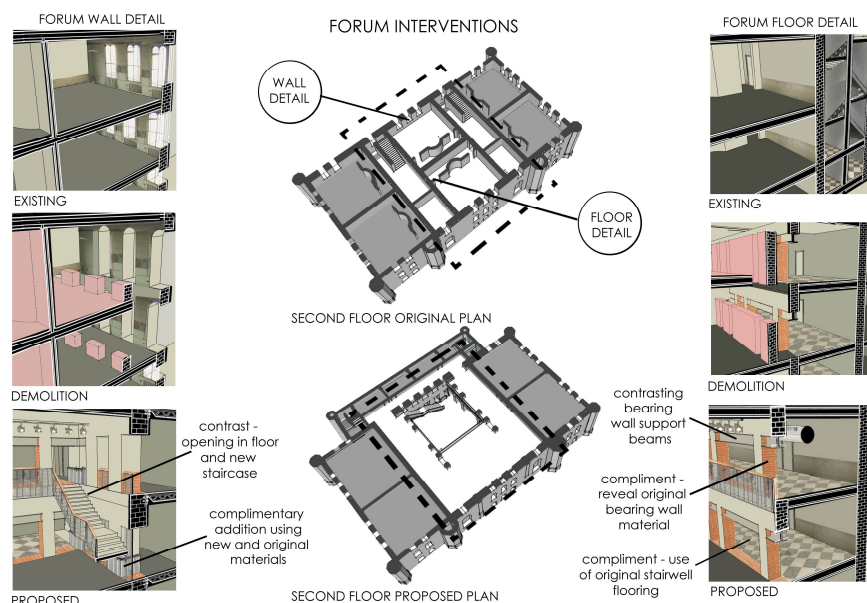 FORUM WALL DETAIL
EXISTING
DEMOLITION
contrast -
opening in floor
and new
staircase
complimentary
addition using
new and original
materials
PROPOSED
FORUM INTERVENTIONS
WALL
DETAIL
FLOOR
DETAIL
SECOND FLOOR ORIGINAL PLAN
SECOND FLOOR PROPOSED PLAN
FORUM FLOOR DETAIL
EXISTING
DEMOLITION
contrasting
bearing
wall support
beams
compliment -
reveal original
bearing wall
material
compliment - use
of original stairwell
flooring
PROPOSED